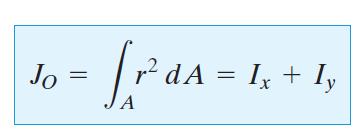 J_O = ∫_A r² dA = I_x + I_y